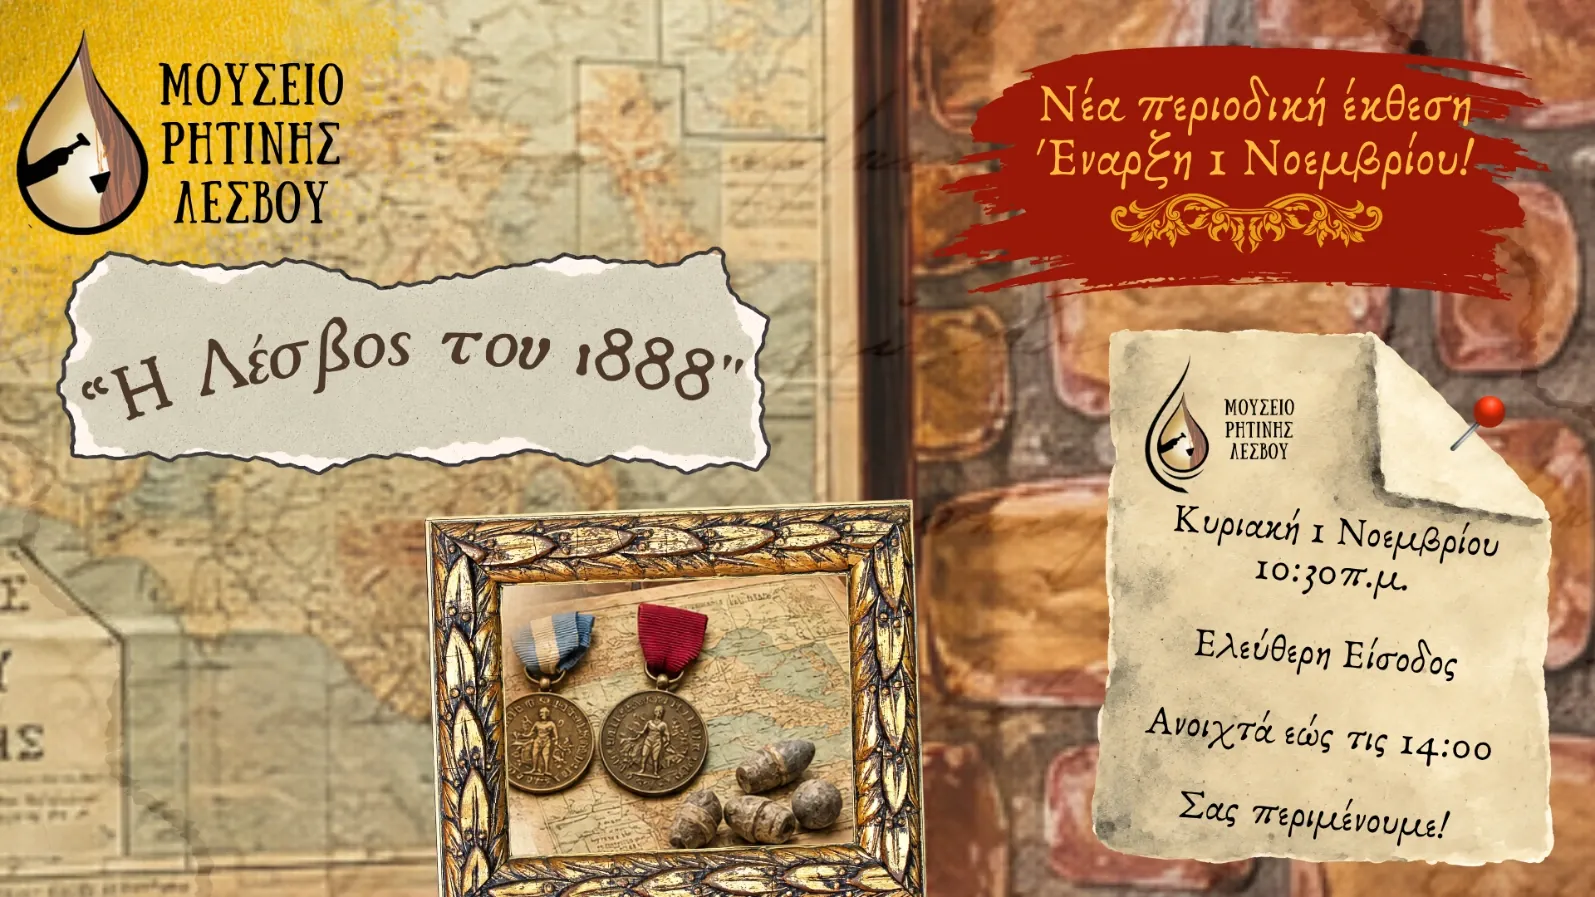 ΜΟΥΣΕΙΟ
ΡΗΤΙΝΗΣ
ΛΕΣΒΟΥ
"Η Λέσβος του 1888"
Νέα περιοδική έκθεση
Έναρξη 1 Νοεμβρίου!
ΜΟΥΣΕΙΟ
ΡΗΤΙΝΗΣ
ΛΕΣΒΟΥ
Κυριακή 1 Νοεμβρίου
10:30π.μ.
Ελεύθερη Είσοδος
Ανοιχτά εώς τις 14:00
Σας περιμένουμε!